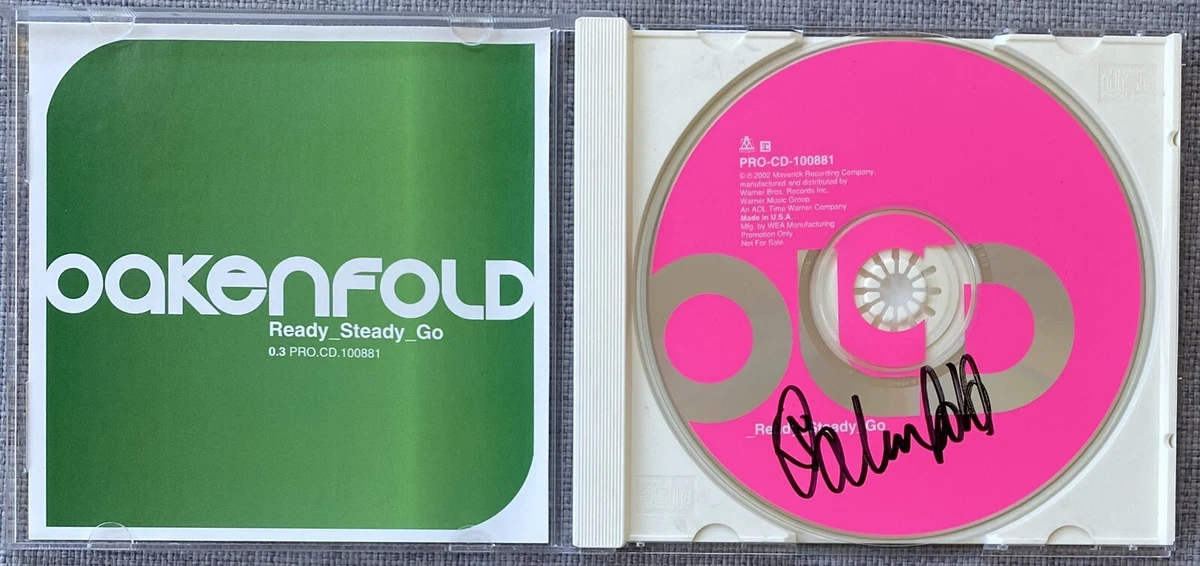 OAKENFOLD
Ready_Steady_Go
0.3 PRO.CD.100881
PRO-CD-100881
©℗2002 Maverick Recording Company,
manufactured and distributed by
Warner Bros. Records Inc.
Warner Music Group.
An AOL Time Warner Company.
Made in U.S.A.
Mfg. by WEA Manufacturing
Promotion Only
Not For Sale.
OLD
_Ready_Steady_Go
Oakenfold